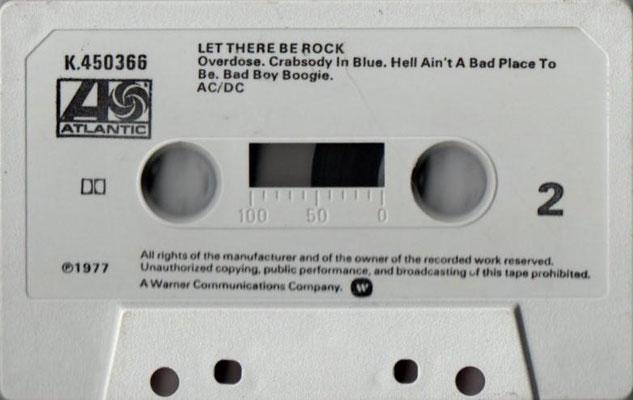 K.450366
LET THERE BE ROCK
Overdose. Crabsody In Blue. Hell Ain't A Bad Place To
Be. Bad Boy Boogie.
AC/DC
ATLANTIC
100 50 0
2
℗1977
All rights of the manufacturer and of the owner of the recorded work reserved.
Unauthorized copying, public performance, and broadcasting of this tape prohibited.
A Warner Communications Company.